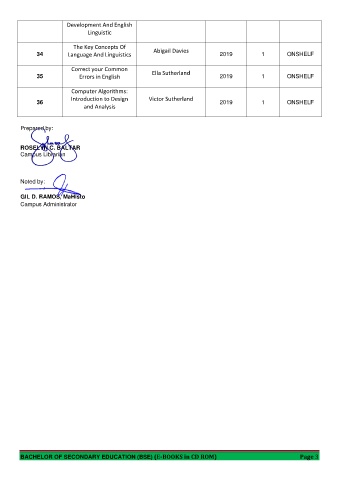 Development And English
Linguistic
34 The Key Concepts Of Language And Linguistics Abigail Davies 2019 1 ONSHELF
35 Correct your Common Errors in English Ella Sutherland 2019 1 ONSHELF
36 Computer Algorithms: Introduction to Design and Analysis Victor Sutherland 2019 1 ONSHELF
Prepared by:
ROSELYN C. BALTAR
Campus Librarian
Noted by:
GIL D. RAMOS, MaHisto
Campus Administrator
BACHELOR OF SECONDARY EDUCATION (BSE) (E-BOOKS in CD ROM) Page 3